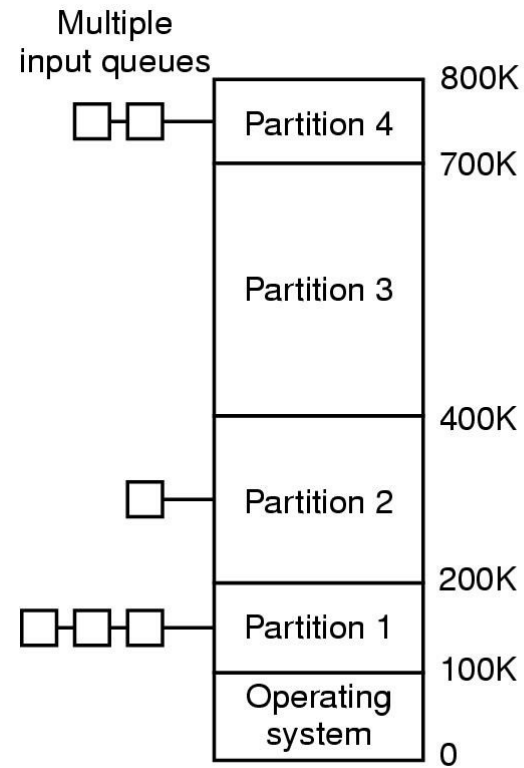 Multiple
input queues
800K
Partition 4
700K
Partition 3
400K
Partition 2
200K
Partition 1
100K
Operating
system
0